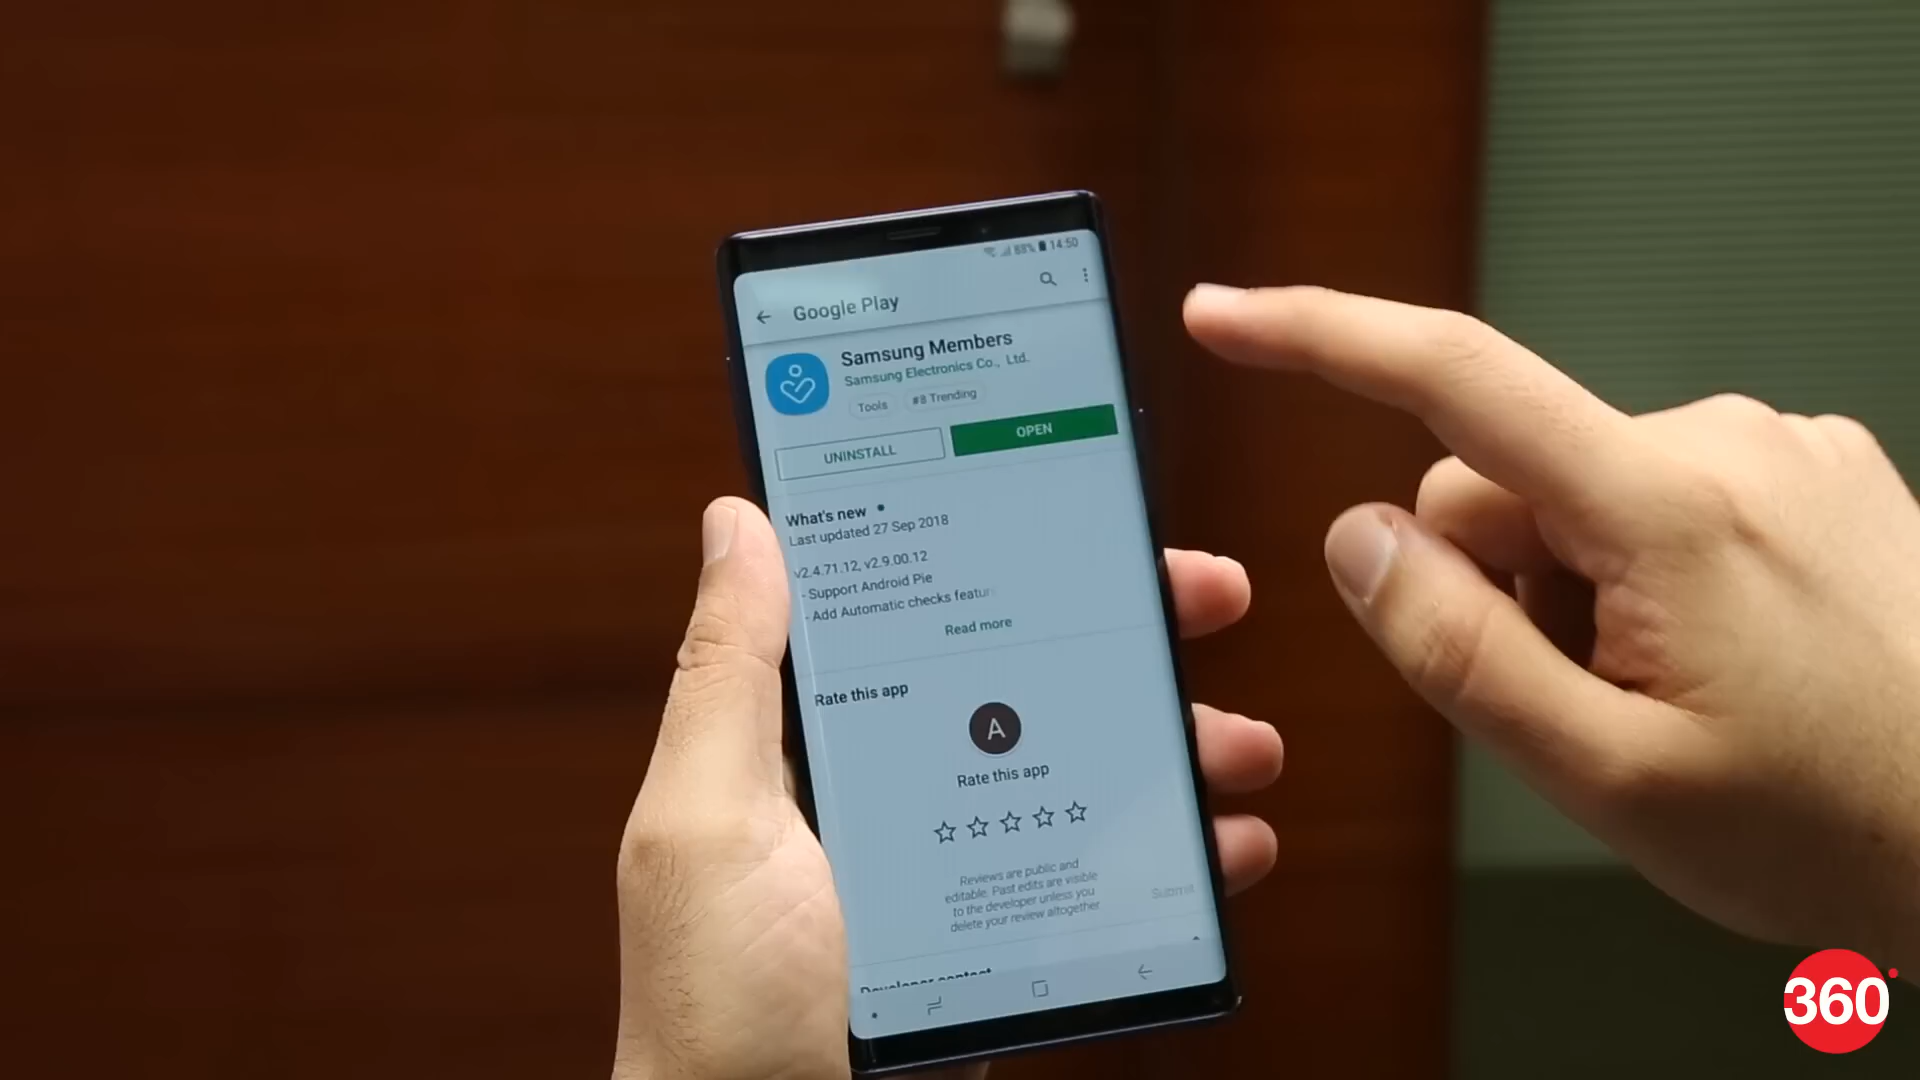 88% 14:50
Google Play
Samsung Members
Samsung Electronics Co., Ltd.
Tools #8 Trending
UNINSTALL OPEN
What's new
Last updated 27 Sep 2018
v2.4.71.12, v2.9.00.12
- Support Android Pie
- Add Automatic checks featur
Read more
Rate this app
A
Rate this app
Reviews are public and
editable. Past edits are visible
to the developer unless you
delete your review altogether
Submit
Developer contact
360